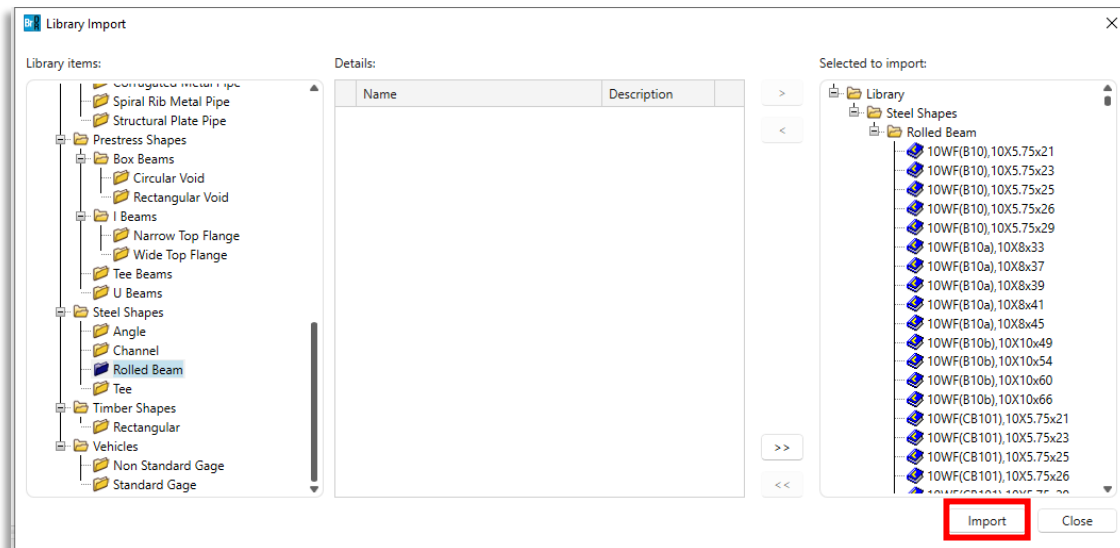 Br R Library Import
Library items:
Corrugated Metal Pipe
Spiral Rib Metal Pipe
Structural Plate Pipe
Prestress Shapes
Box Beams
Circular Void
Rectangular Void
I Beams
Narrow Top Flange
Wide Top Flange
Tee Beams
U Beams
Steel Shapes
Angle
Channel
Rolled Beam
Tee
Timber Shapes
Rectangular
Vehicles
Non Standard Gage
Standard Gage
Details:
Name Description
>
<
>>
<<
Selected to import:
Library
Steel Shapes
Rolled Beam
10WF(B10),10X5.75x21
10WF(B10),10X5.75x23
10WF(B10),10X5.75x25
10WF(B10),10X5.75x26
10WF(B10),10X5.75x29
10WF(B10a),10X8x33
10WF(B10a),10X8x37
10WF(B10a),10X8x39
10WF(B10a),10X8x41
10WF(B10a),10X8x45
10WF(B10b),10X10x49
10WF(B10b),10X10x54
10WF(B10b),10X10x60
10WF(B10b),10X10x66
10WF(CB101),10X5.75x21
10WF(CB101),10X5.75x23
10WF(CB101),10X5.75x25
10WF(CB101),10X5.75x26
Import Close